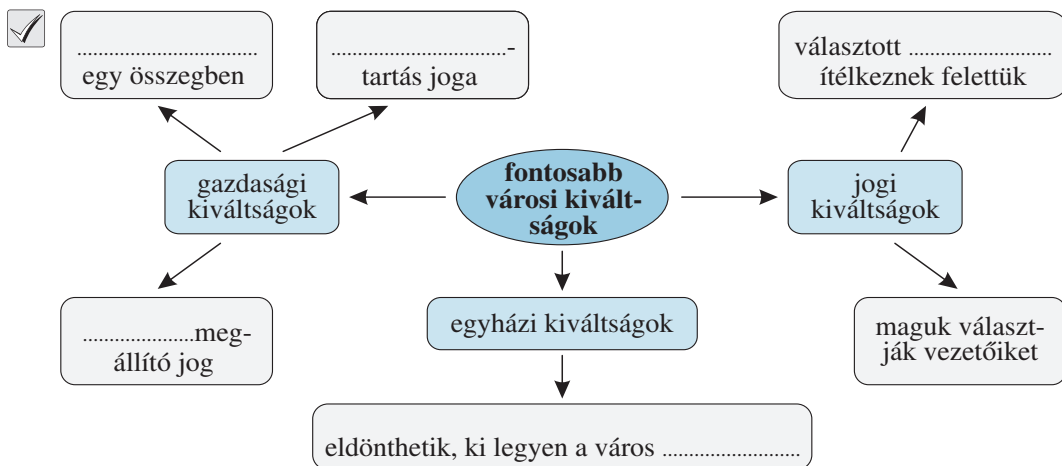 ...............................
egy összegben
...............................-
tartás joga
választott .........................
ítélkeznek felettük
gazdasági
kiváltságok
fontosabb
városi kivált-
ságok
jogi
kiváltságok
....................meg-
állító jog
egyházi kiváltságok
maguk választ-
ják vezetőiket
eldönthetik, ki legyen a város ........................